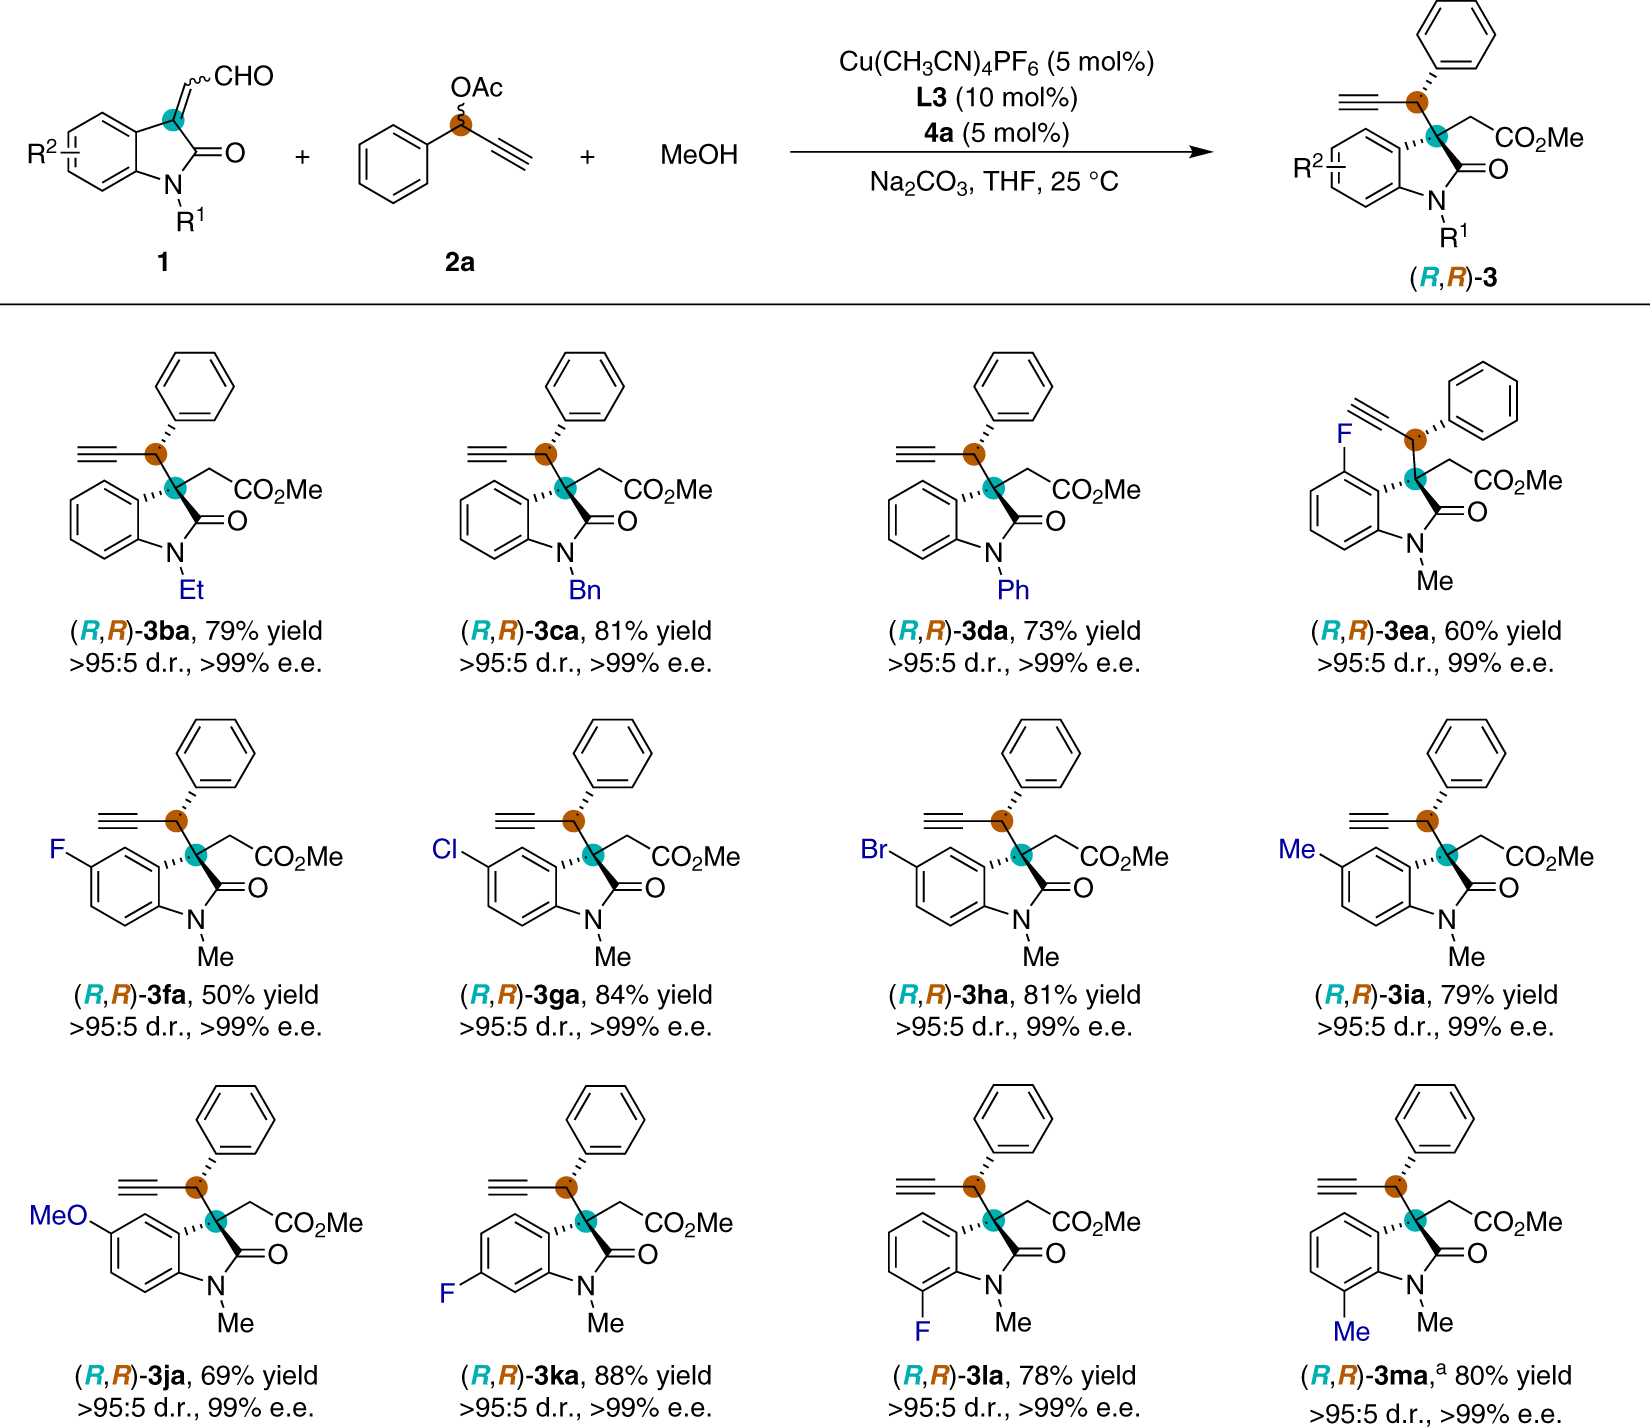 CHO
R2
O
N
R1
1
+
OAc
2a
+
MeOH
Cu(CH3CN)4PF6 (5 mol%)
L3 (10 mol%)
4a (5 mol%)
Na2CO3, THF, 25 °C
CO2Me
R2
O
N
R1
(R,R)-3
CO2Me
O
N
Et
(R,R)-3ba, 79% yield
>95:5 d.r., >99% e.e.
CO2Me
O
N
Bn
(R,R)-3ca, 81% yield
>95:5 d.r., >99% e.e.
CO2Me
O
N
Ph
(R,R)-3da, 73% yield
>95:5 d.r., >99% e.e.
F
CO2Me
O
N
Me
(R,R)-3ea, 60% yield
>95:5 d.r., 99% e.e.
F
CO2Me
O
N
Me
(R,R)-3fa, 50% yield
>95:5 d.r., >99% e.e.
Cl
CO2Me
O
N
Me
(R,R)-3ga, 84% yield
>95:5 d.r., >99% e.e.
Br
CO2Me
O
N
Me
(R,R)-3ha, 81% yield
>95:5 d.r., 99% e.e.
Me
CO2Me
O
N
Me
(R,R)-3ia, 79% yield
>95:5 d.r., 99% e.e.
MeO
CO2Me
O
N
Me
(R,R)-3ja, 69% yield
>95:5 d.r., 99% e.e.
CO2Me
O
F
N
Me
(R,R)-3ka, 88% yield
>95:5 d.r., >99% e.e.
CO2Me
O
N
Me
F
(R,R)-3la, 78% yield
>95:5 d.r., >99% e.e.
CO2Me
O
N
Me
Me
(R,R)-3ma,a 80% yield
>95:5 d.r., >99% e.e.